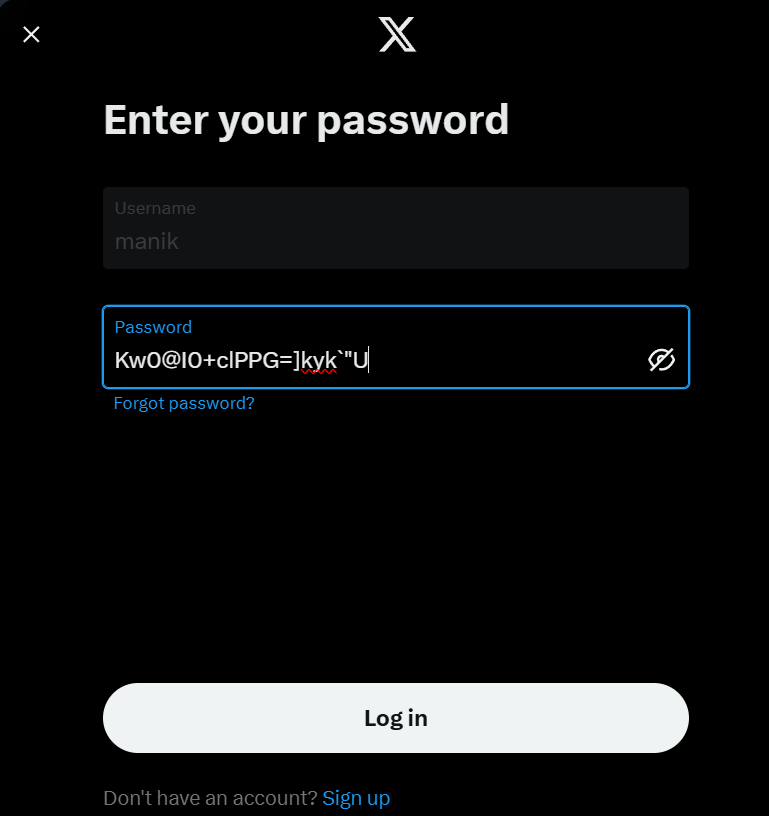 Enter your password
Username
manik
Password
Kw0@I0+clPPG=]kyk`"U
Forgot password?
Log in
Don't have an account? Sign up